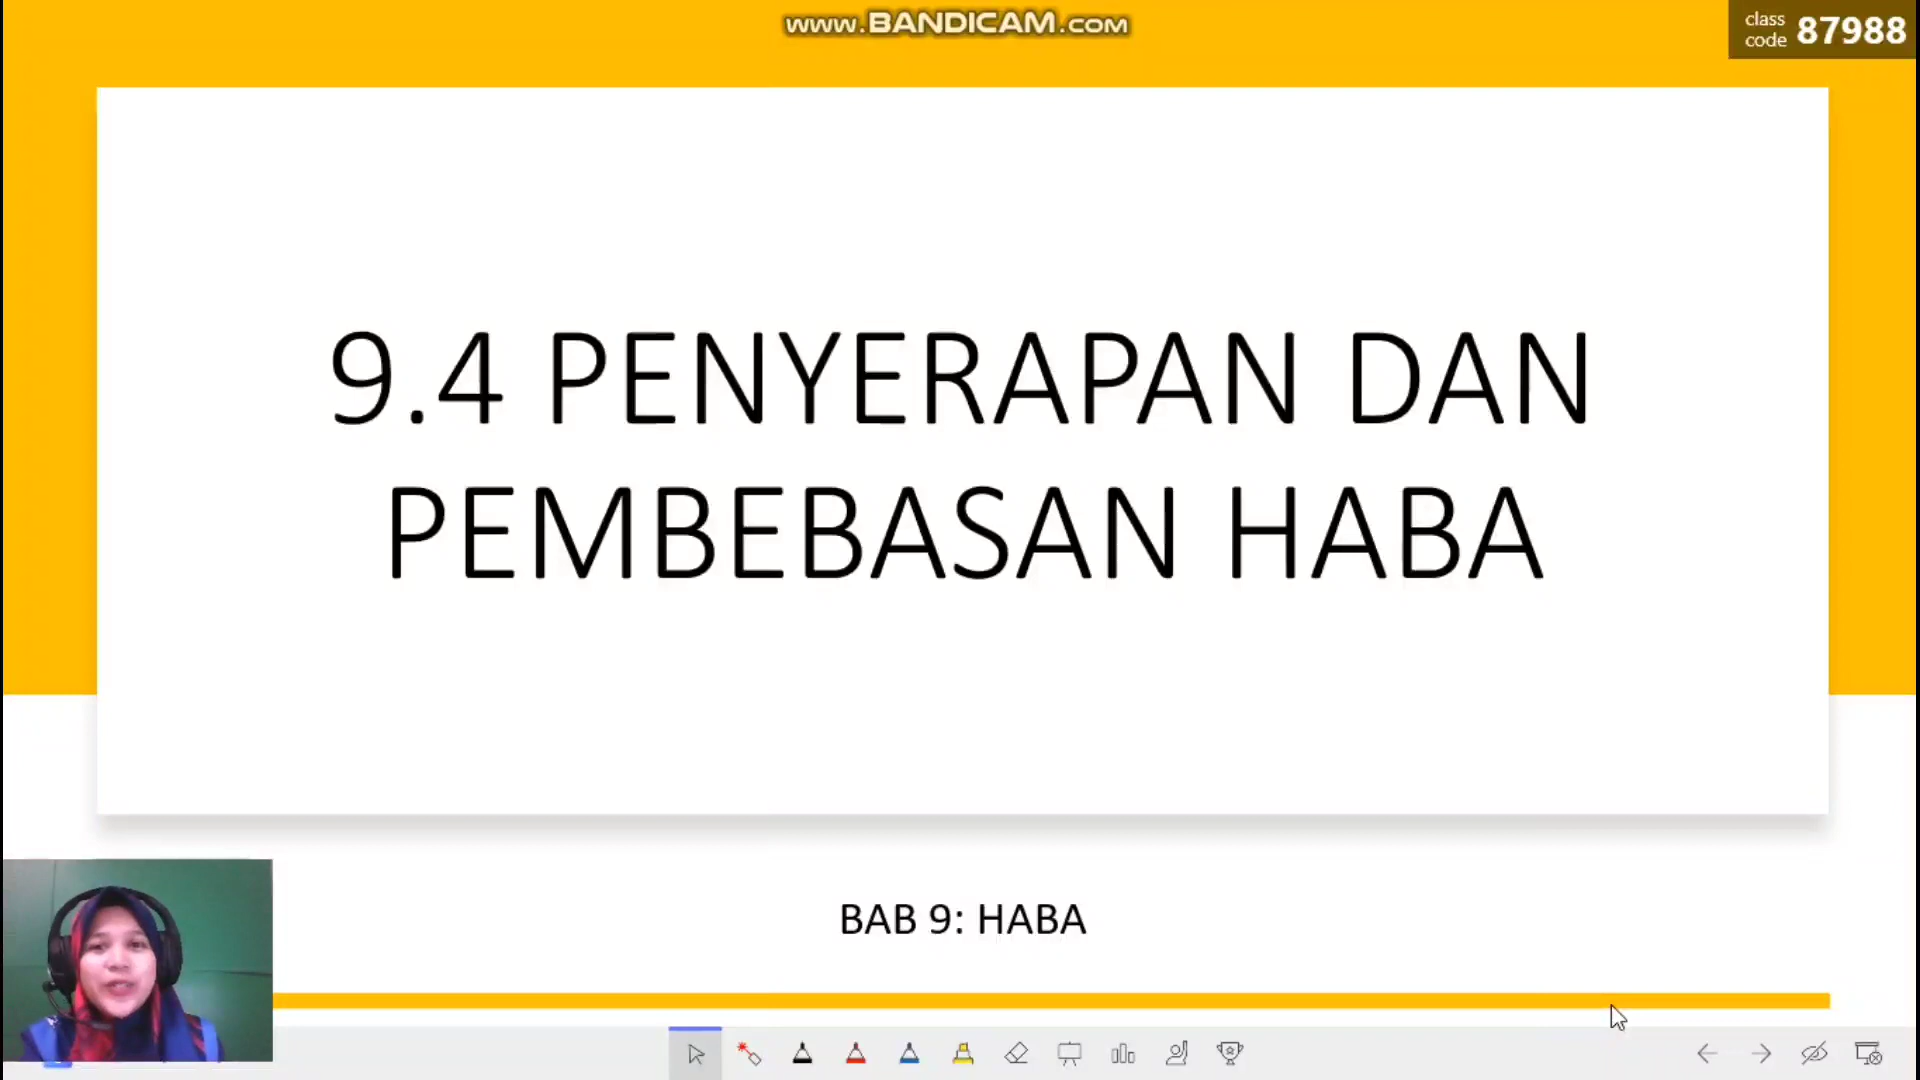 www.BANDICAM.com
class
code 87988
9.4 PENYERAPAN DAN
PEMBEBASAN HABA
BAB 9: HABA